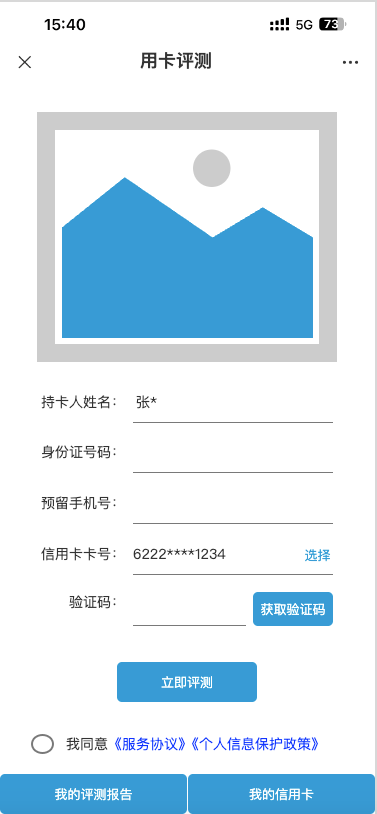 15:40 5G 73
用卡评测
持卡人姓名： 张*
身份证号码：
预留手机号：
信用卡卡号： 6222****1234 选择
验证码： 获取验证码
立即评测
我同意《服务协议》《个人信息保护政策》
我的评测报告 我的信用卡